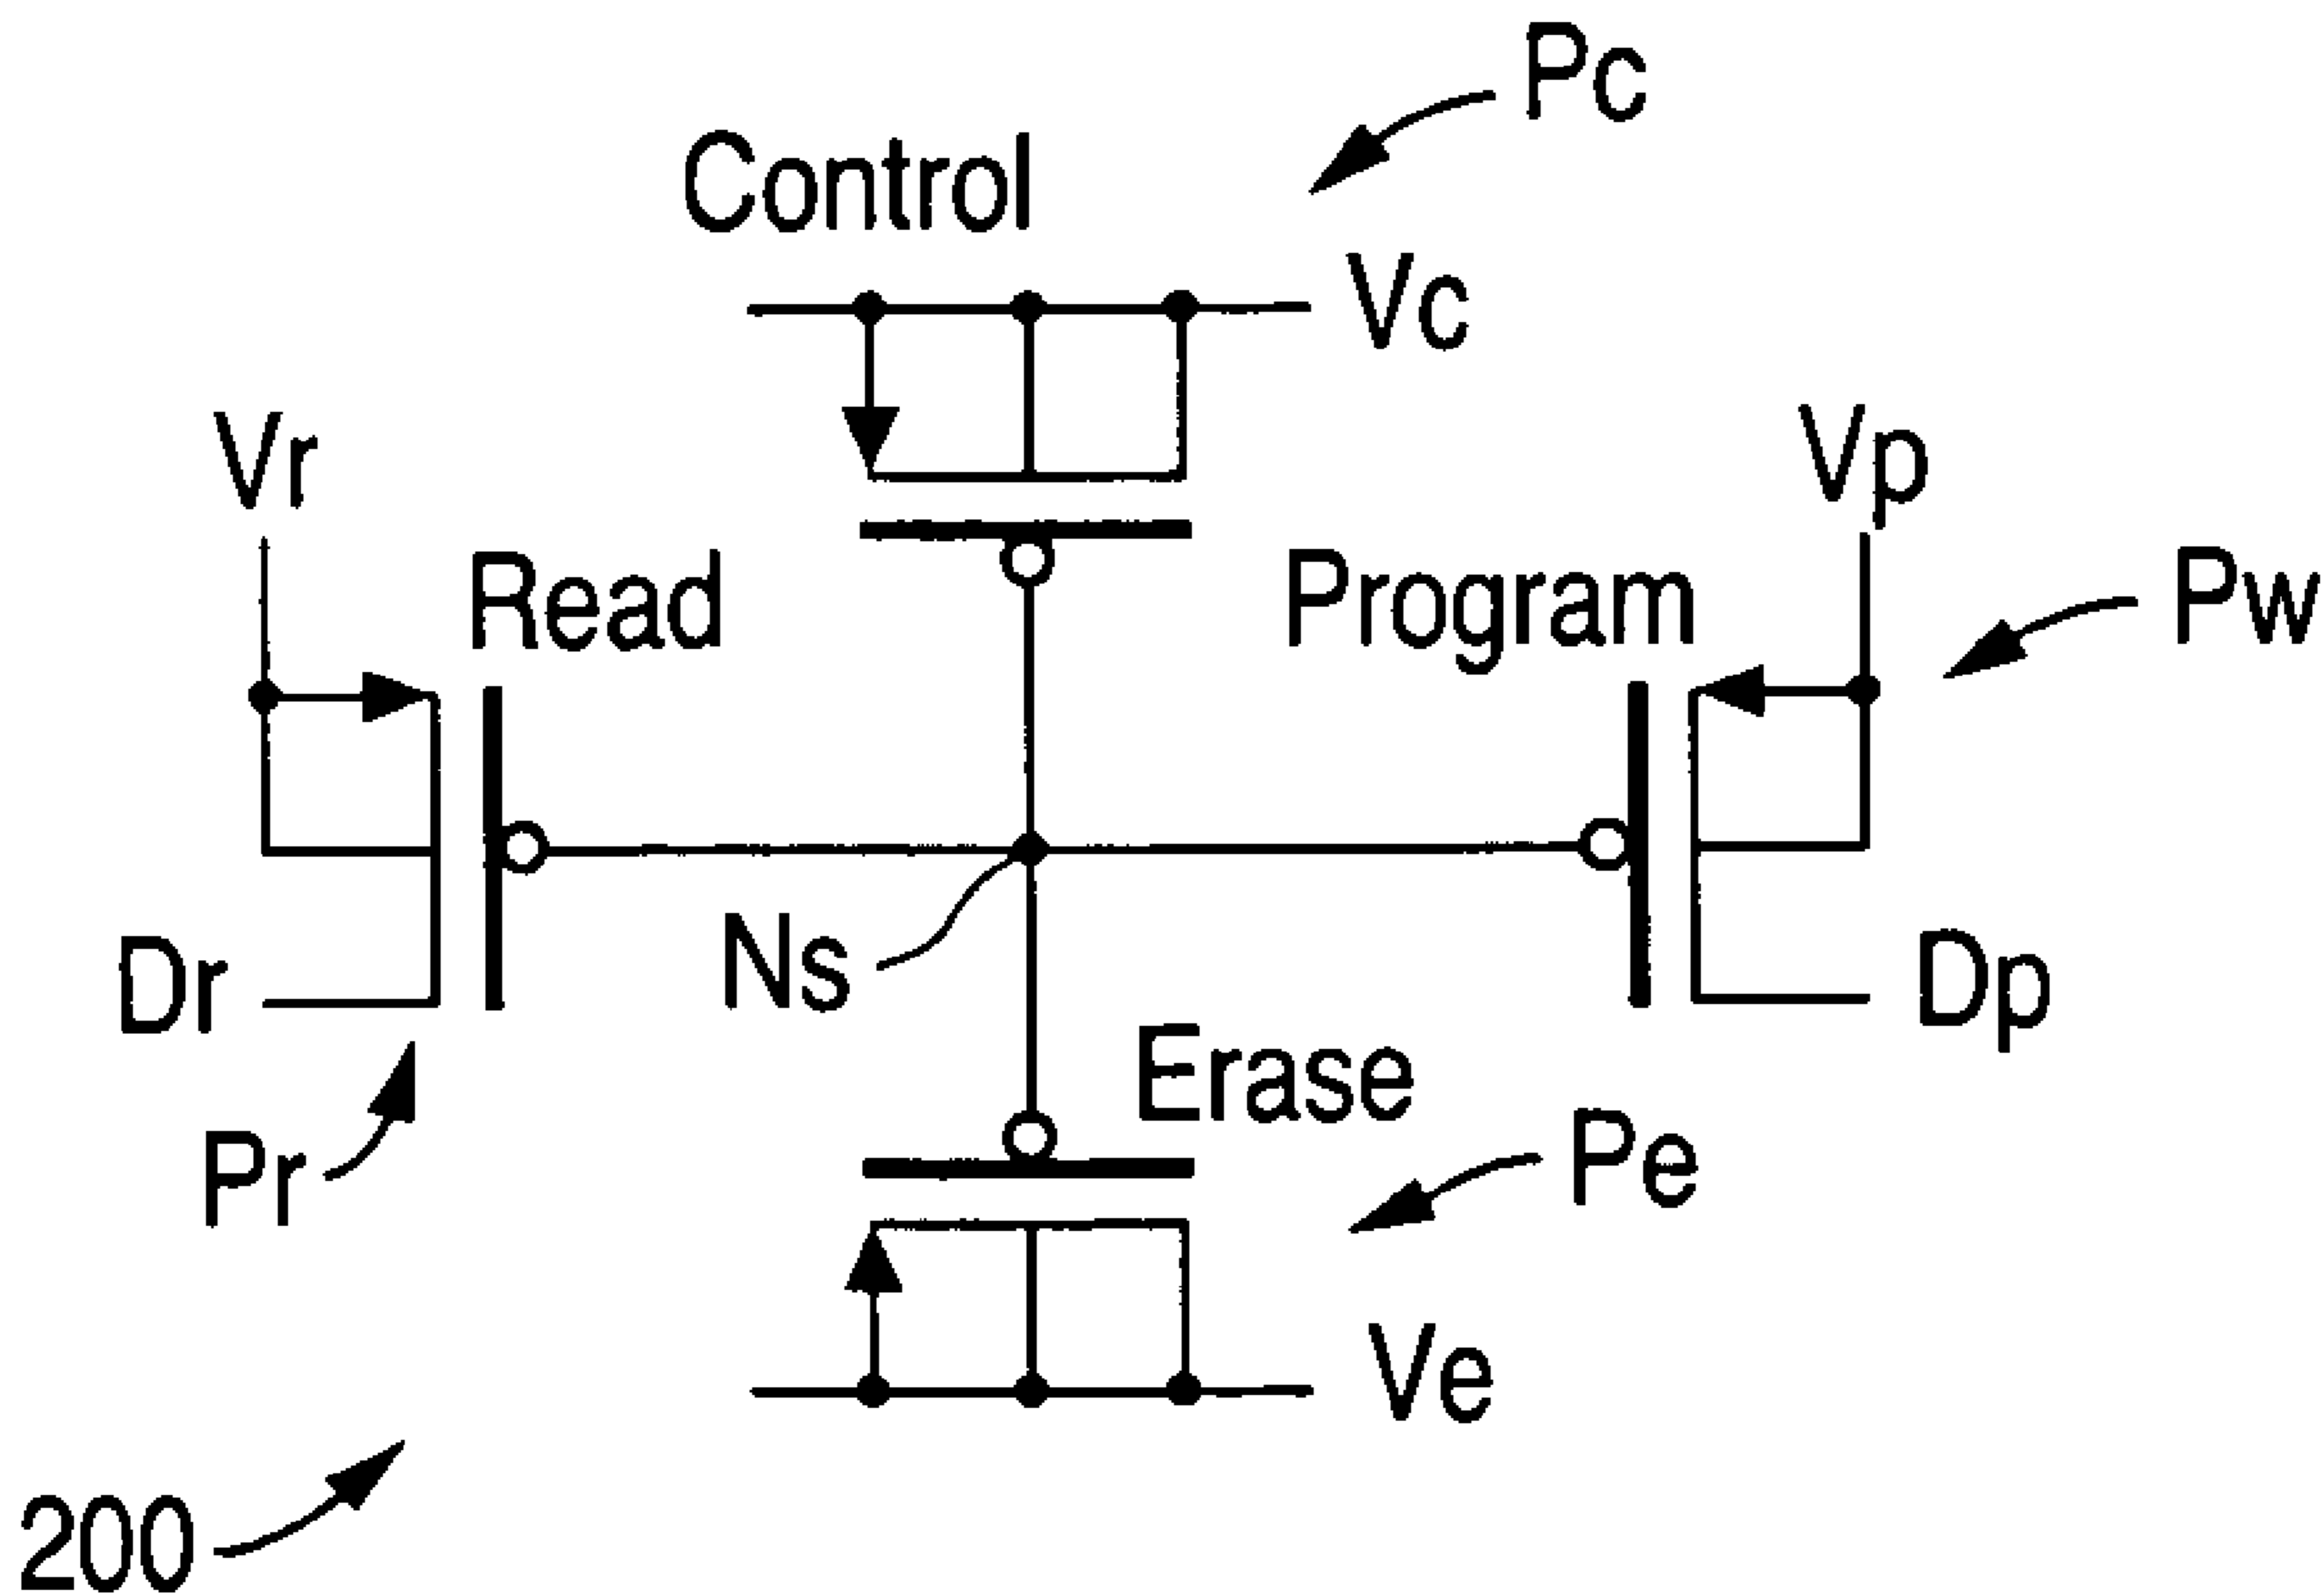 Pc
Control
Vc
Vr
Vp
Read
Program
Pw
Ns
Dr
Dp
Erase
Pr
Pe
Ve
200